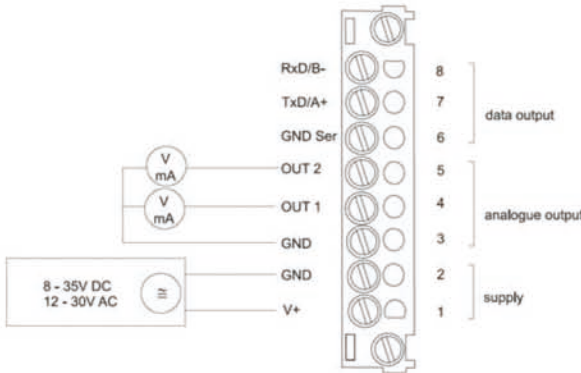 RxD/B- 8
TxD/A+ 7
data output
GND Ser 6
V
mA
OUT 2 5
V
mA
OUT 1 4
analogue output
GND 3
GND 2
8 - 35V DC
12 - 30V AC
≅
supply
V+ 1